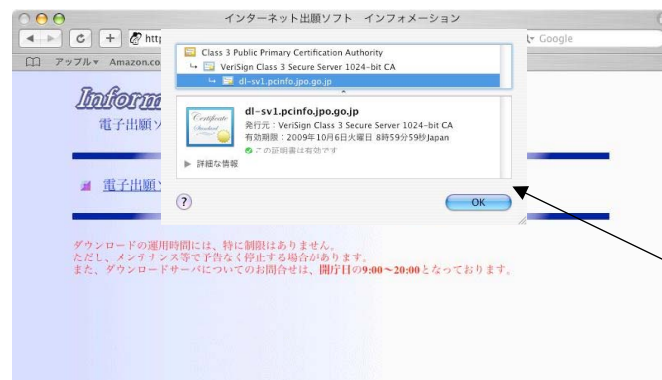 インターネット出願ソフト　インフォメーション
http
Google
アップル▼ Amazon.co
Class 3 Public Primary Certification Authority
VeriSign Class 3 Secure Server 1024-bit CA
dl-sv1.pcinfo.jpo.go.jp
Inform
電子出願ソ
Certificate
Standard
dl-sv1.pcinfo.jpo.go.jp
発行元：VeriSign Class 3 Secure Server 1024-bit CA
有効期限：2009年10月6日火曜日 8時59分59秒Japan
この証明書は有効です
▶ 詳細な情報
電子出願ソ
?
OK
ダウンロードの運用時間には、特に制限はありません。
ただし、メンテナンス等で予告なく停止する場合があります。
また、ダウンロードサーバについてのお問合せは、開庁日の9:00～20:00となっております。